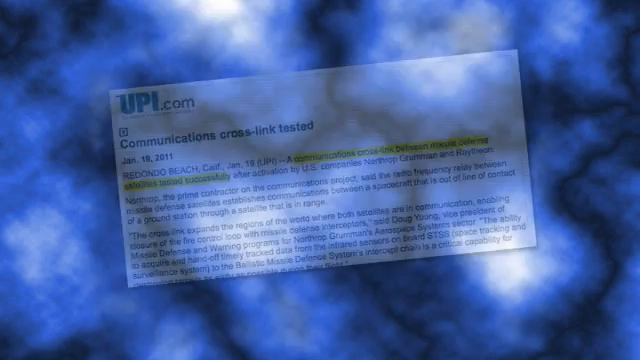 UPI.com
Communications cross-link tested
Jan. 19, 2011
REDONDO BEACH, Calif., Jan. 19 (UPI) -- A communications cross-link between missile defense
satellites tested successfully after activation by U.S. companies Northrop Grumman and Raytheon.
Northrop, the prime contractor on the communications project, said the radio frequency relay between
missile defense satellites establishes communications between a spacecraft that is out of line of contact
of a ground station through a satellite that is in range.
"The cross-link expands the regions of the world where both satellites are in communication, enabling
closure of the fire control loop with missile defense interceptors," said Doug Young, vice president of
Missile Defense and Warning programs for Northrop Grumman's Aerospace Systems sector. "The ability
to acquire and hand-off timely tracked data from the infrared sensors on board STSS (space tracking and
surveillance system) to the Ballistic Missile Defense System's intercept chain is a critical capability for